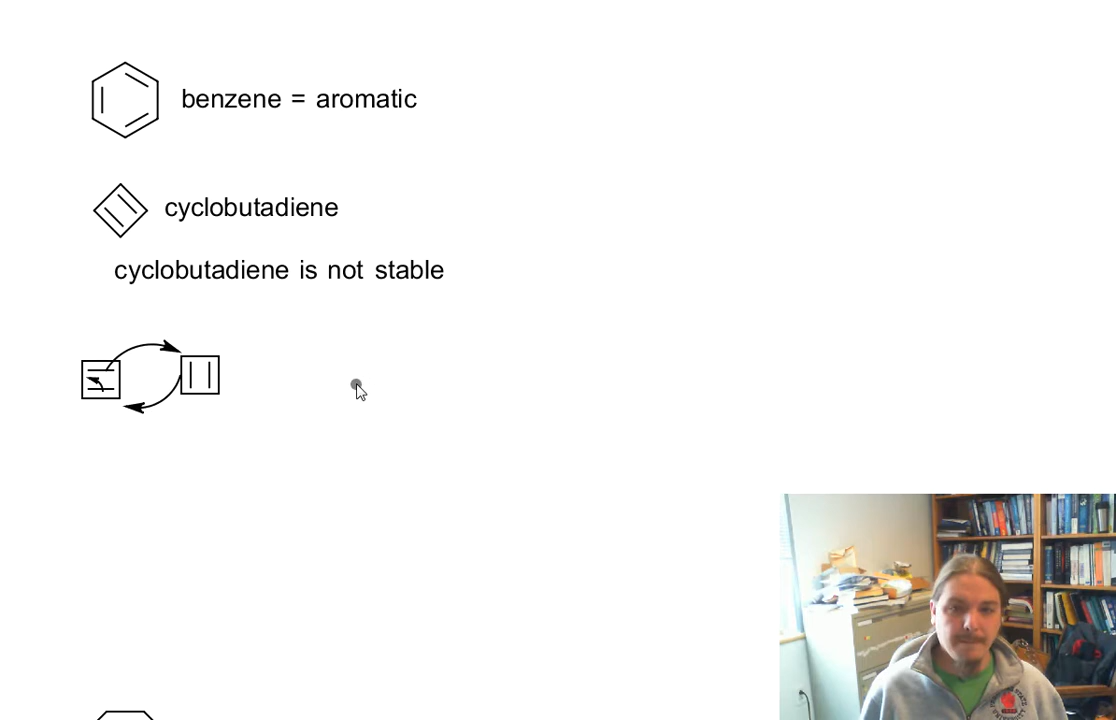 benzene = aromatic
cyclobutadiene
cyclobutadiene is not stable